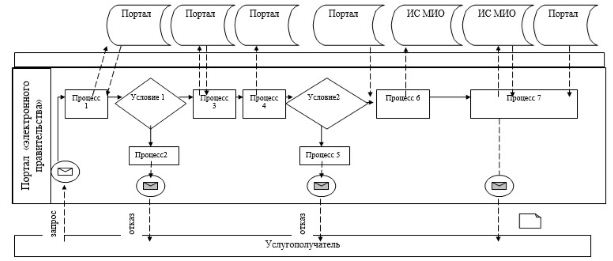 Портал
Портал
Портал
Портал
ИС МИО
ИС МИО
Портал
Портал «электронного
правительства»
Процесс
1
Условие 1
Процесс
3
Процесс
4
Условие2
Процесс 6
Процесс 7
Процесс2
Процесс 5
запрос
отказ
отказ
Услугополучатель